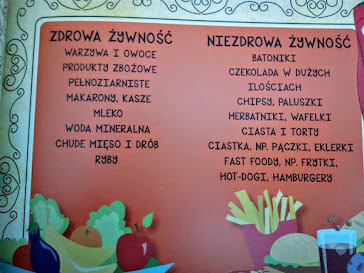 ZDROWA ŻYWNOŚĆ
WARZYWA I OWOCE
PRODUKTY ZBOŻOWE
PEŁNOZIARNISTE
MAKARONY, KASZE
MLEKO
WODA MINERALNA
CHUDE MIĘSO I DRÓB
RYBY
NIEZDROWA ŻYWNOŚĆ
BATONIKI
CZEKOLADA W DUŻYCH
ILOŚCIACH
CHIPSY, PALUSZKI
HERBATNIKI, WAFELKI
CIASTA I TORTY
CIASTKA, NP. PĄCZKI, EKLERKI
FAST FOODY, NP. FRYTKI,
HOT-DOGI, HAMBURGERY